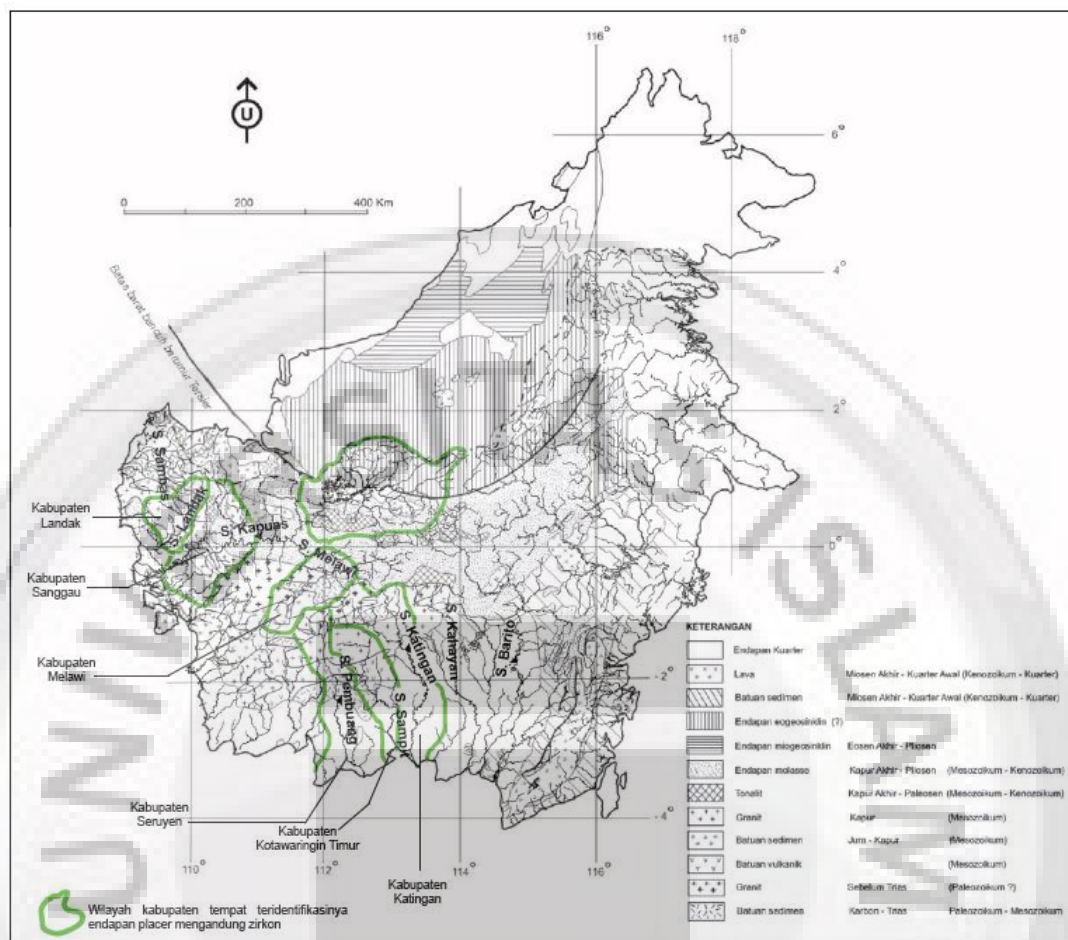 116°
118°
U
6°
0 200 400 Km
4°
Batas barat
2°
S. Sambas
Kabupaten
Landak
S. Landak
S. Kapuas
S. Melawi
0°
Kabupaten
Sanggau
S. Katingan
S. Kahayan
S. Barito
Kabupaten
Melawi
S. Pembuang
S. Sampit
- 2°
- 4°
Kabupaten
Seruyen
Kabupaten
Kotawaringin Timur
Kabupaten
Katingan
110°
112°
114°
116°
KETERANGAN
Endapan Kuarter
Lava Miosen Akhir - Kuarter Awal (Kenozoikum - Kuarter)
Batuan sedimen Miosen Akhir - Kuarter Awal (Kenozoikum - Kuarter)
Endapan eogeosinklin (?)
Endapan miogeosinklin Eosen Akhir - Pliosen
Endapan molasse Kapur Akhir - Pliosen (Mesozoikum - Kenozoikum)
Tonalit Kapur Akhir - Paleosen (Mesozoikum - Kenozoikum)
Granit Kapur (Mesozoikum)
Batuan sedimen Jura - Kapur (Mesozoikum)
Batuan vulkanik (Mesozoikum)
Granit Sebelum Trias (Paleozoikum ?)
Batuan sedimen Karbon - Trias Paleozoikum - Mesozoikum
Wilayah kabupaten tempat teridentifikasinya
endapan placer mengandung zirkon